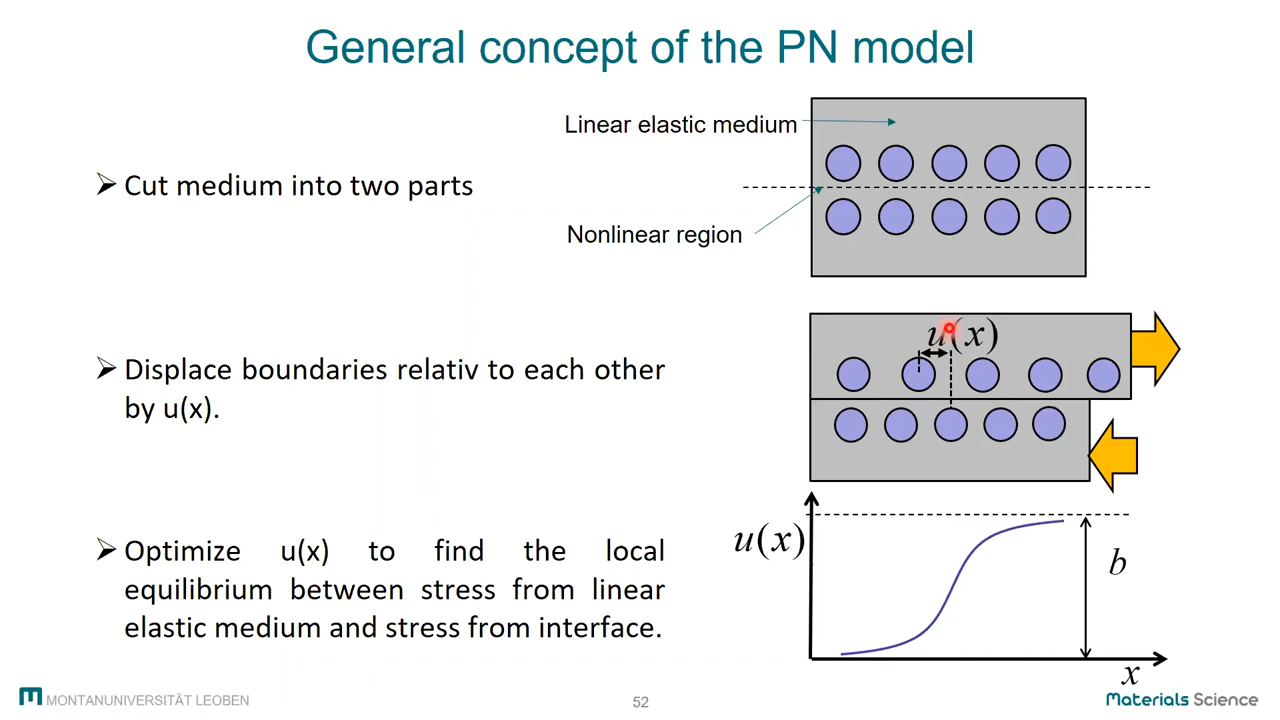 General concept of the PN model
Linear elastic medium
➢ Cut medium into two parts
Nonlinear region
u(x)
➢ Displace boundaries relativ to each other
by u(x).
u(x)
b
➢ Optimize u(x) to find the local
equilibrium between stress from linear
elastic medium and stress from interface.
x
MONTANUNIVERSITÄT LEOBEN
52
Materials Science